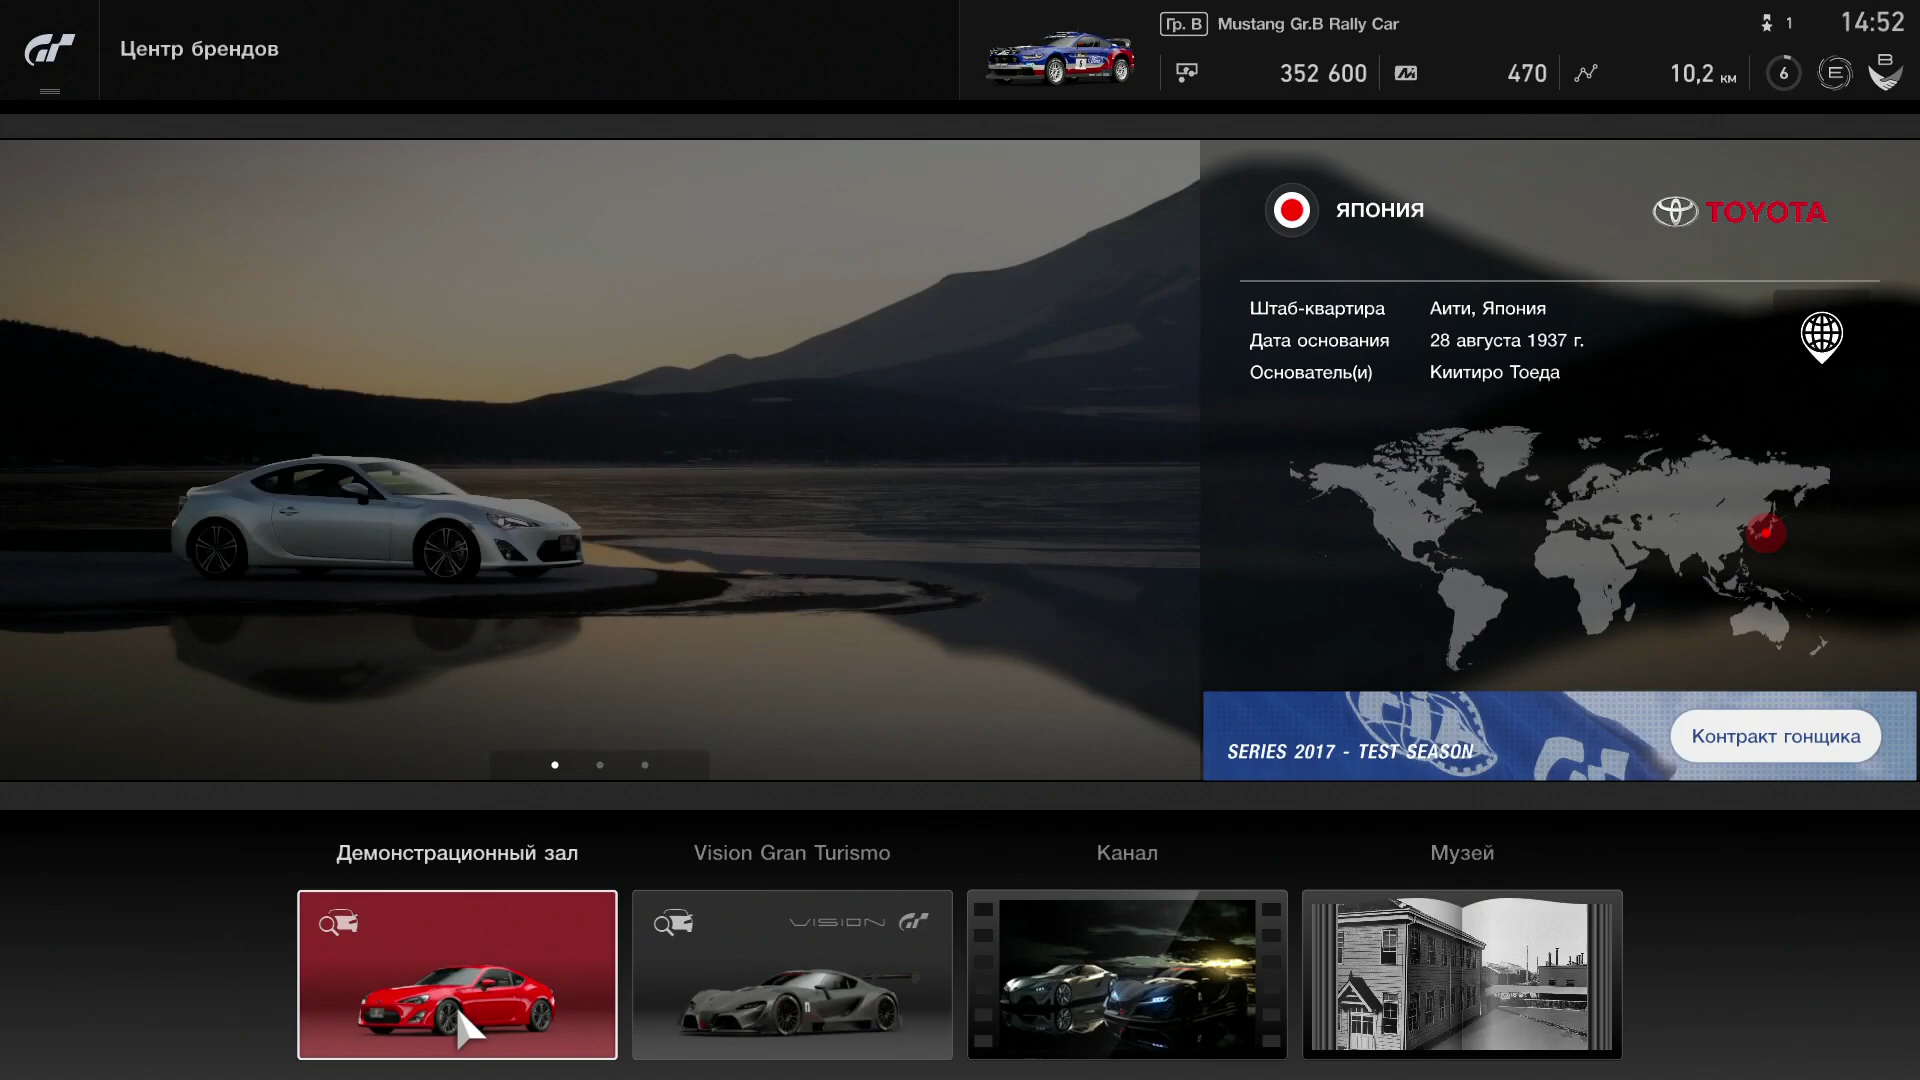 Центр брендов
Гр. B Mustang Gr.B Rally Car
1
14:52
352 600
470
10,2 км
6
E
B
ЯПОНИЯ
TOYOTA
Штаб-квартира Аити, Япония
Дата основания 28 августа 1937 г.
Основатель(и) Киитиро Тоеда
SERIES 2017 - TEST SEASON
Контракт гонщика
Демонстрационный зал
Vision Gran Turismo
Канал
Музей
VISION